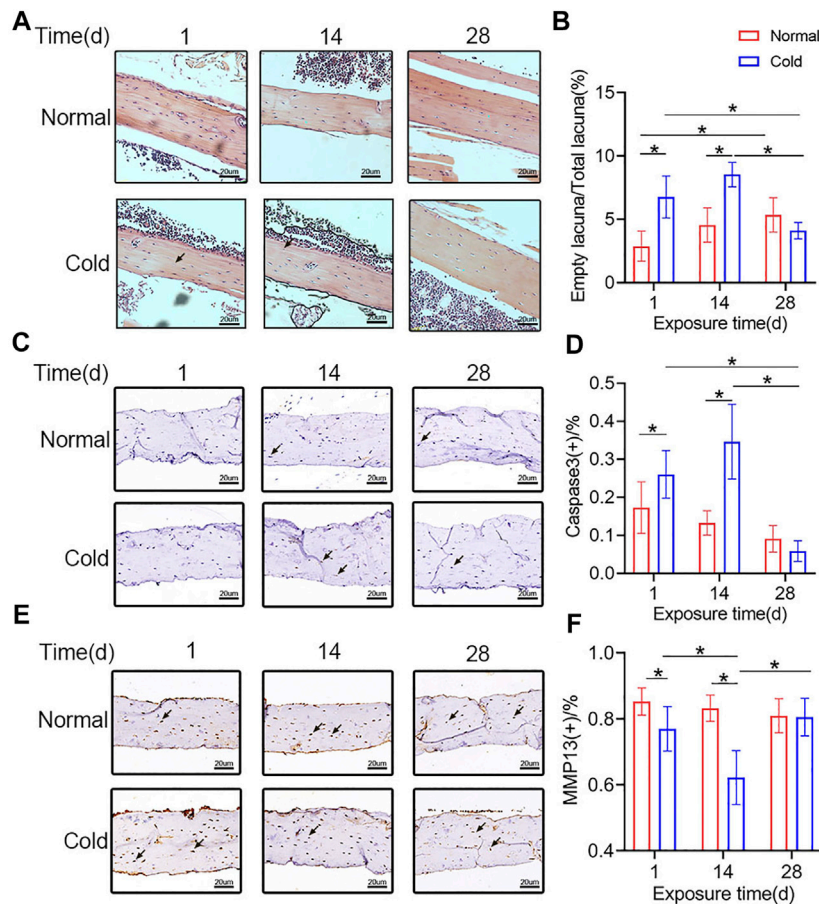 A
Time(d) 1 14 28
Normal
20um 20um 20um
Cold
20um 20um 20um
B
Normal
Cold
Empty lacuna/Total lacuna(%)
15
10
5
0
* * * * *
1 14 28
Exposure time(d)
C
Time(d) 1 14 28
Normal
20um 20um 20um
Cold
20um 20um 20um
D
Caspase3(+)/%
0.5
0.4
0.3
0.2
0.1
0.0
* * * *
1 14 28
Exposure time(d)
E
Time(d) 1 14 28
Normal
20um 20um 20um
Cold
20um 20um 20um
F
MMP13(+)/%
1.0
0.8
0.6
0.4
* * * *
1 14 28
Exposure time(d)